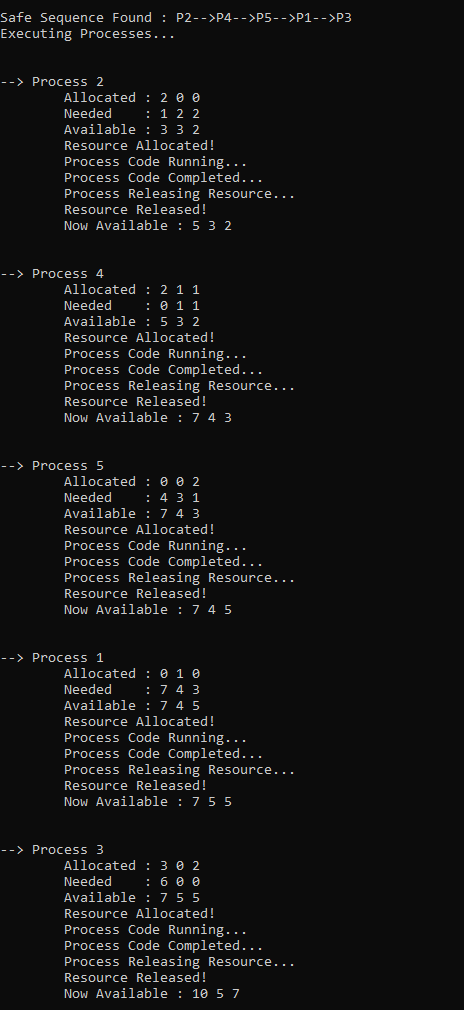 Safe Sequence Found : P2-->P4-->P5-->P1-->P3
Executing Processes...
--> Process 2
Allocated : 2 0 0
Needed    : 1 2 2
Available : 3 3 2
Resource Allocated!
Process Code Running...
Process Code Completed...
Process Releasing Resource...
Resource Released!
Now Available : 5 3 2
--> Process 4
Allocated : 2 1 1
Needed    : 0 1 1
Available : 5 3 2
Resource Allocated!
Process Code Running...
Process Code Completed...
Process Releasing Resource...
Resource Released!
Now Available : 7 4 3
--> Process 5
Allocated : 0 0 2
Needed    : 4 3 1
Available : 7 4 3
Resource Allocated!
Process Code Running...
Process Code Completed...
Process Releasing Resource...
Resource Released!
Now Available : 7 4 5
--> Process 1
Allocated : 0 1 0
Needed    : 7 4 3
Available : 7 4 5
Resource Allocated!
Process Code Running...
Process Code Completed...
Process Releasing Resource...
Resource Released!
Now Available : 7 5 5
--> Process 3
Allocated : 3 0 2
Needed    : 6 0 0
Available : 7 5 5
Resource Allocated!
Process Code Running...
Process Code Completed...
Process Releasing Resource...
Resource Released!
Now Available : 10 5 7